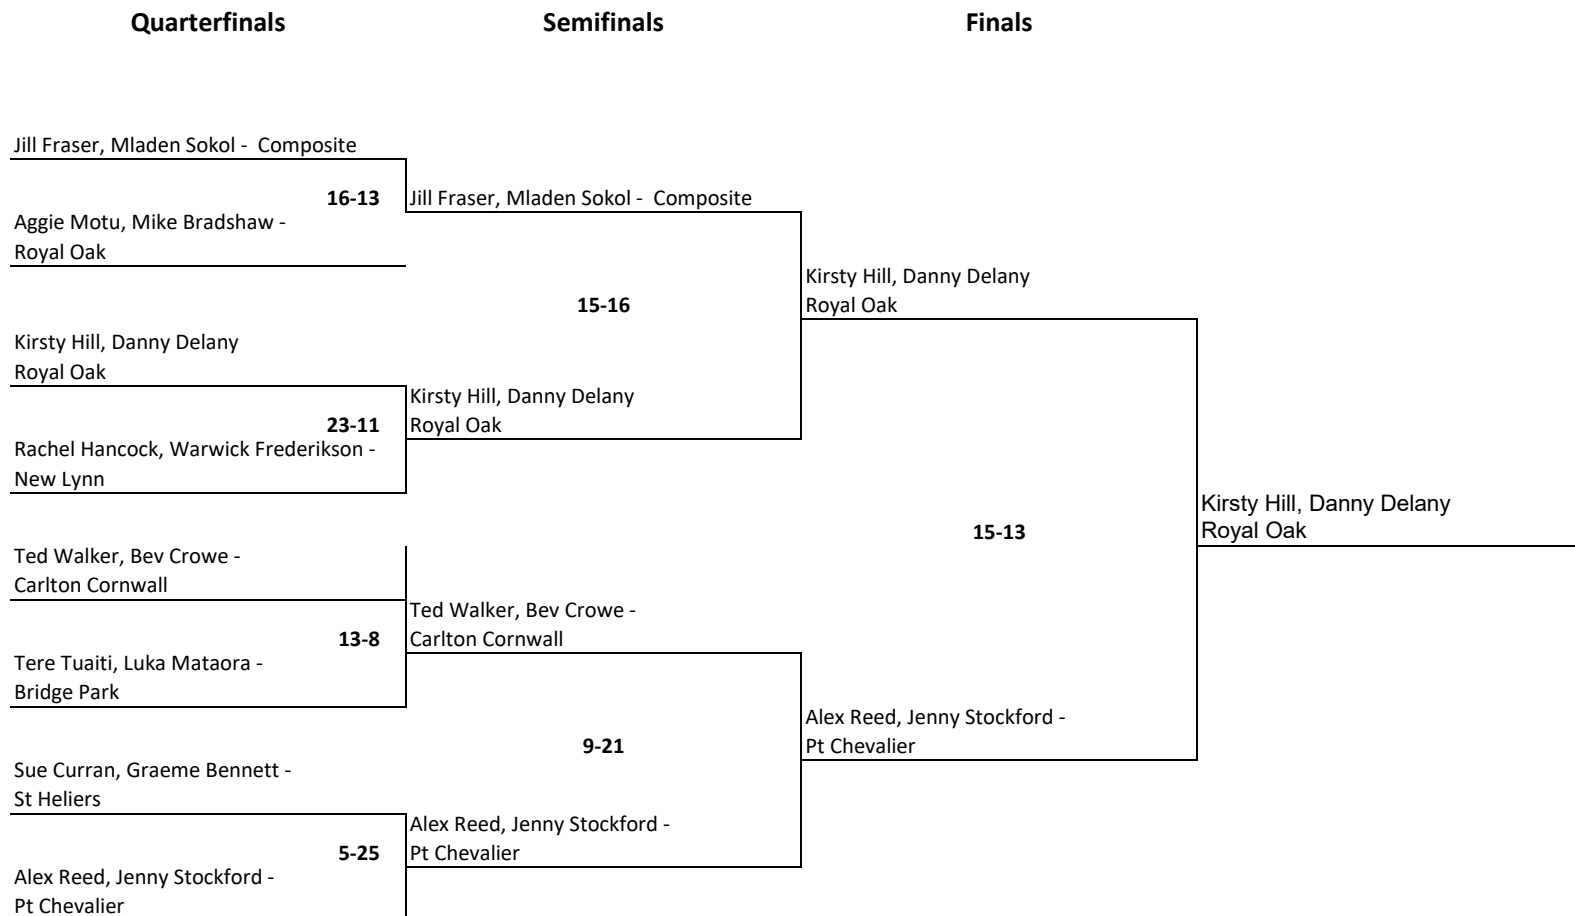 Quarterfinals
Semifinals
Finals
Jill Fraser, Mladen Sokol -  Composite
16-13
Jill Fraser, Mladen Sokol -  Composite
Aggie Motu, Mike Bradshaw -
Royal Oak
15-16
Kirsty Hill, Danny Delany
Royal Oak
Kirsty Hill, Danny Delany
Royal Oak
23-11
Kirsty Hill, Danny Delany
Royal Oak
Rachel Hancock, Warwick Frederikson -
New Lynn
15-13
Kirsty Hill, Danny Delany
Royal Oak
Ted Walker, Bev Crowe -
Carlton Cornwall
13-8
Ted Walker, Bev Crowe -
Carlton Cornwall
Tere Tuaiti, Luka Mataora -
Bridge Park
9-21
Alex Reed, Jenny Stockford -
Pt Chevalier
Sue Curran, Graeme Bennett -
St Heliers
5-25
Alex Reed, Jenny Stockford -
Pt Chevalier
Alex Reed, Jenny Stockford -
Pt Chevalier